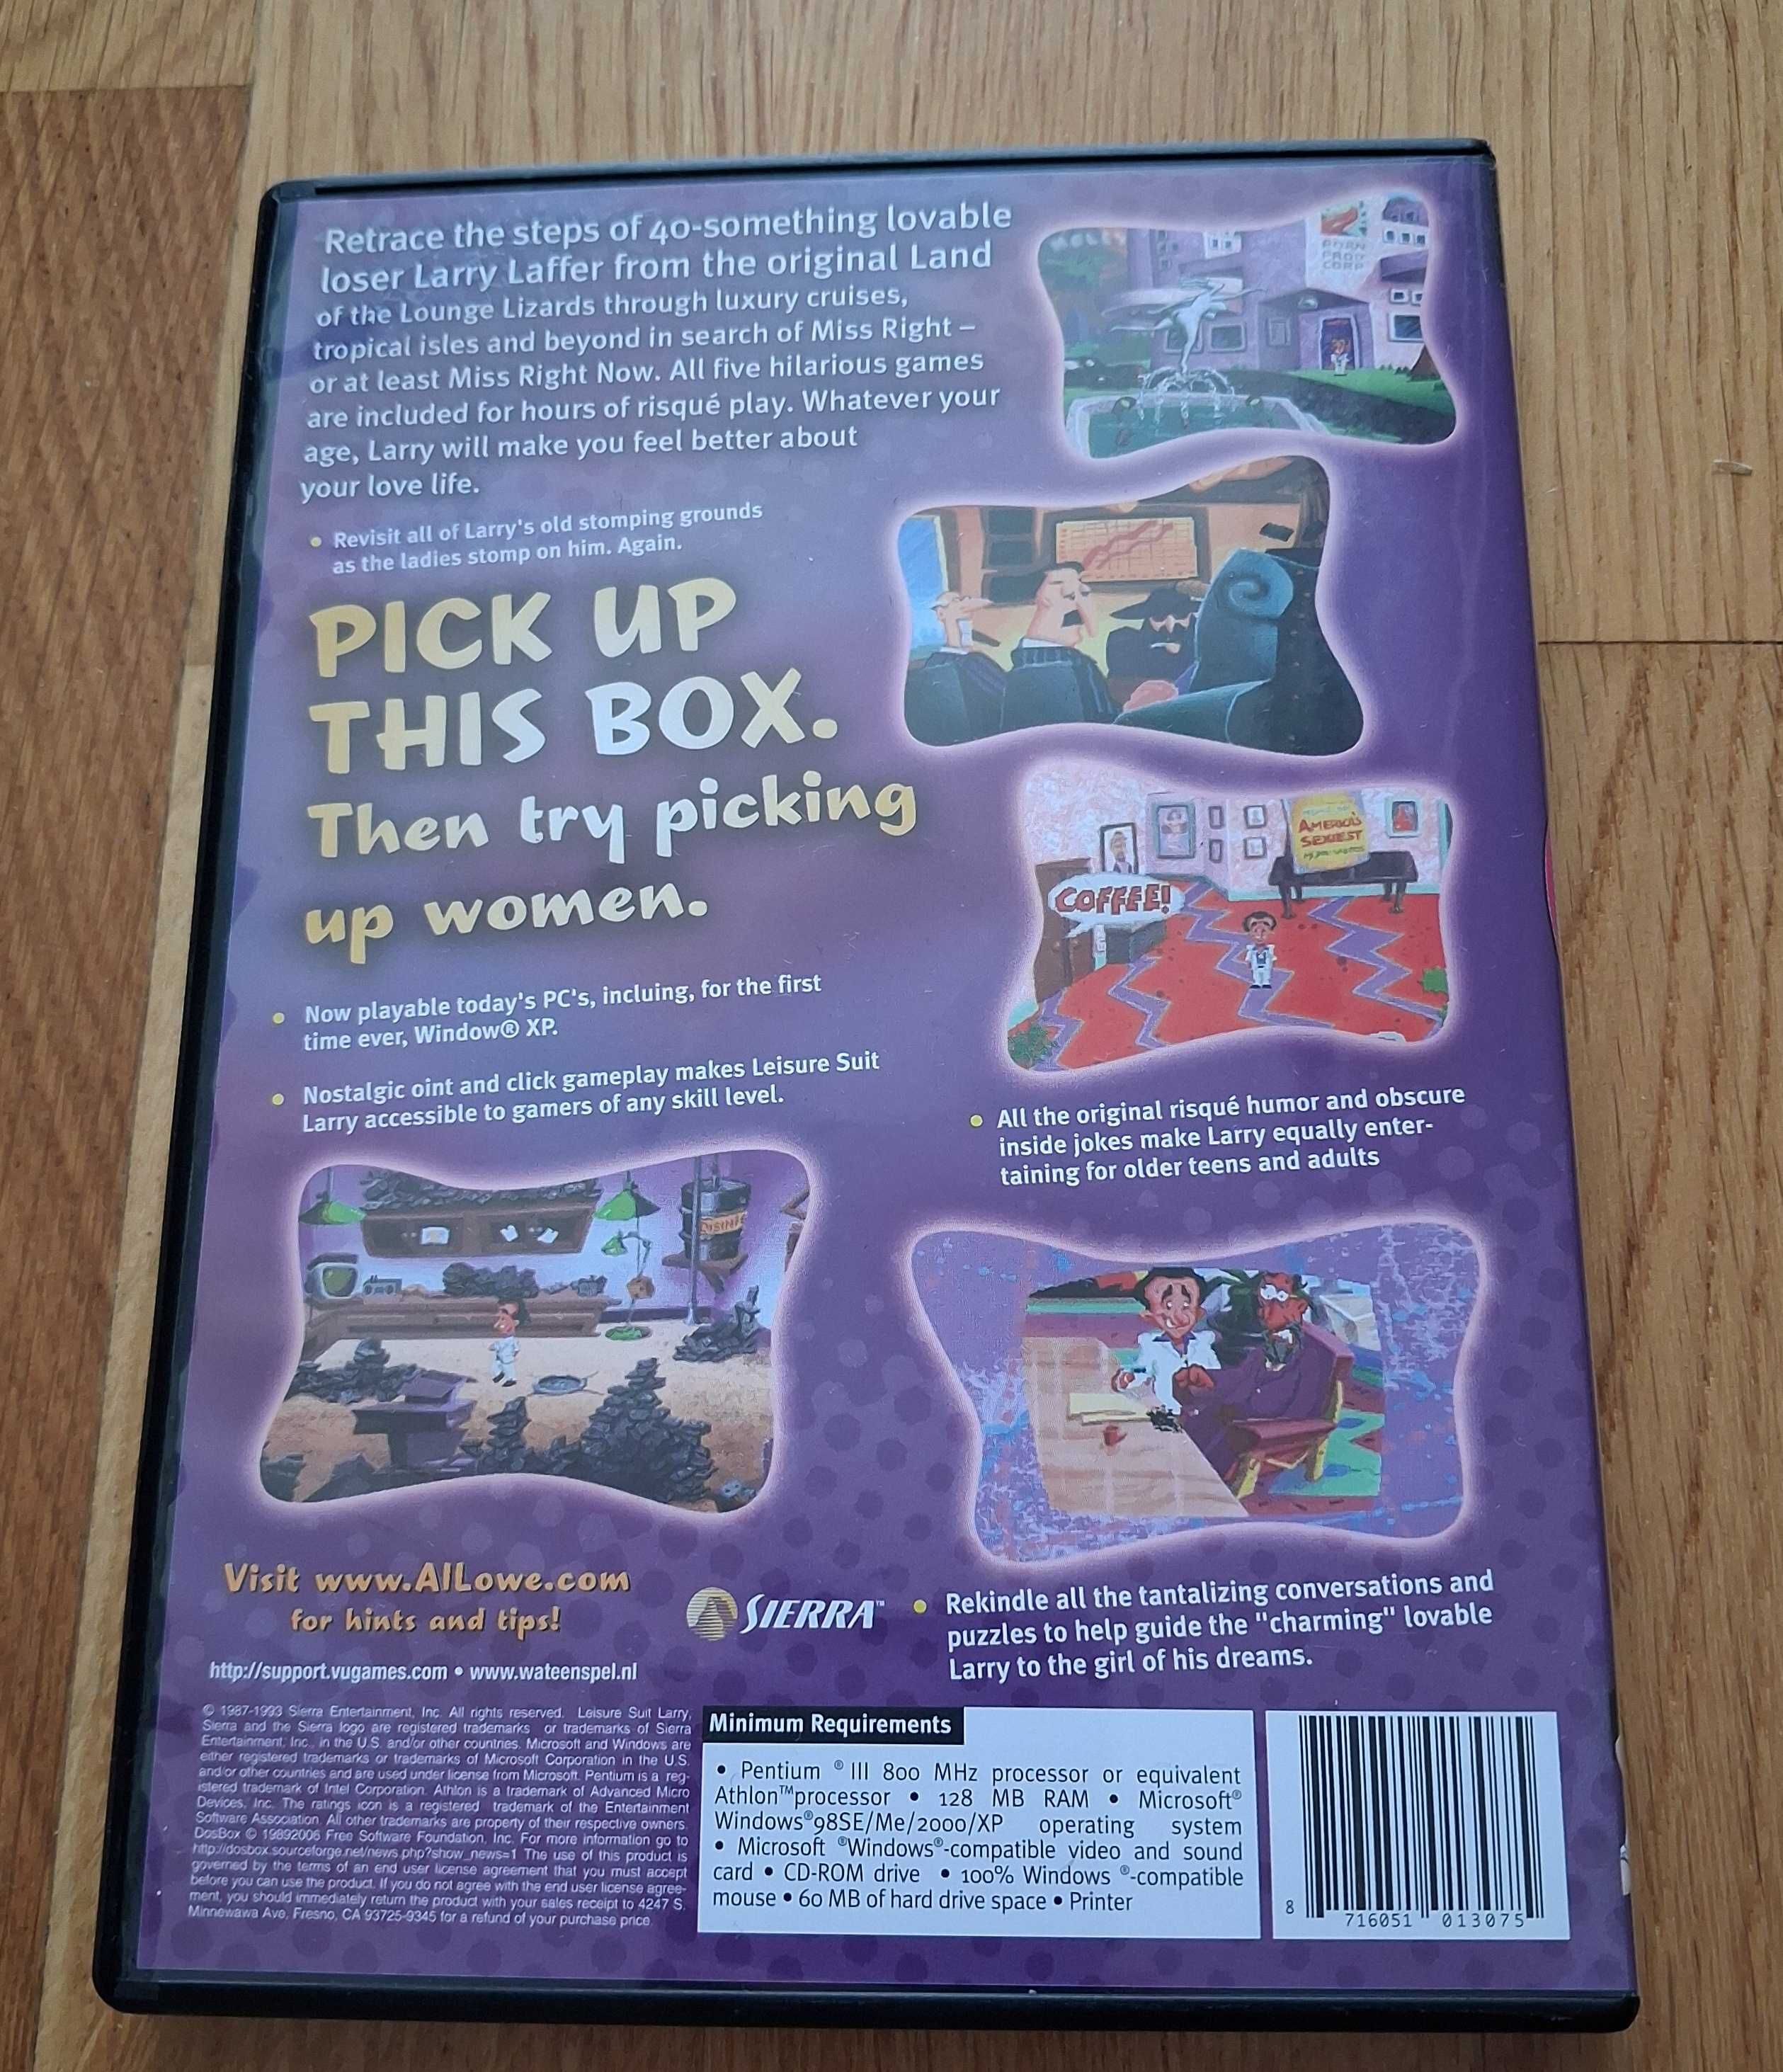 Retrace the steps of 40-something lovable
loser Larry Laffer from the original Land
of the Lounge Lizards through luxury cruises,
tropical isles and beyond in search of Miss Right –
or at least Miss Right Now. All five hilarious games
are included for hours of risqué play. Whatever your
age, Larry will make you feel better about
your love life.
• Revisit all of Larry's old stomping grounds
as the ladies stomp on him. Again.
PICK UP
THIS BOX.
Then try picking
up women.
PORN
PROD
CORP
AMERICA'S
SEXIEST
COFFEE!
• Now playable today's PC's, incluing, for the first
time ever, Window® XP.
• Nostalgic oint and click gameplay makes Leisure Suit
Larry accessible to gamers of any skill level.
• All the original risqué humor and obscure
inside jokes make Larry equally enter-
taining for older teens and adults
Visit www.AlLowe.com
for hints and tips!
SIERRA™
• Rekindle all the tantalizing conversations and
puzzles to help guide the "charming" lovable
Larry to the girl of his dreams.
http://support.vugames.com • www.wateenspel.nl
© 1987-1993 Sierra Entertainment, Inc. All rights reserved. Leisure Suit Larry,
Sierra and the Sierra logo are registered trademarks or trademarks of Sierra
Entertainment, Inc., in the U.S. and/or other countries. Microsoft and Windows are
either registered trademarks or trademarks of Microsoft Corporation in the U.S.
and/or other countries and are used under license from Microsoft. Pentium is a reg-
istered trademark of Intel Corporation. Athlon is a trademark of Advanced Micro
Devices, Inc. The ratings icon is a registered trademark of the Entertainment
Software Association. All other trademarks are property of their respective owners.
DosBox © 19892006 Free Software Foundation, Inc. For more information go to
http://dosbox.sourceforge.net/news.php?show_news=1 The use of this product is
governed by the terms of an end user license agreement that you must accept
before you can use the product. If you do not agree with the end user license agree-
ment, you should immediately return the product with your sales receipt to 4247 S.
Minnewawa Ave, Fresno, CA 93725-9345 for a refund of your purchase price.
Minimum Requirements
• Pentium ® III 800 MHz processor or equivalent
Athlon™processor • 128 MB RAM • Microsoft®
Windows®98SE/Me/2000/XP operating system
• Microsoft ®Windows®-compatible video and sound
card • CD-ROM drive • 100% Windows ®-compatible
mouse • 60 MB of hard drive space • Printer
8 716051 013075